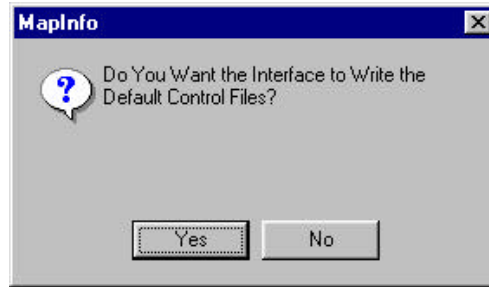 MapInfo
Do You Want the Interface to Write the
Default Control Files?
Yes
No